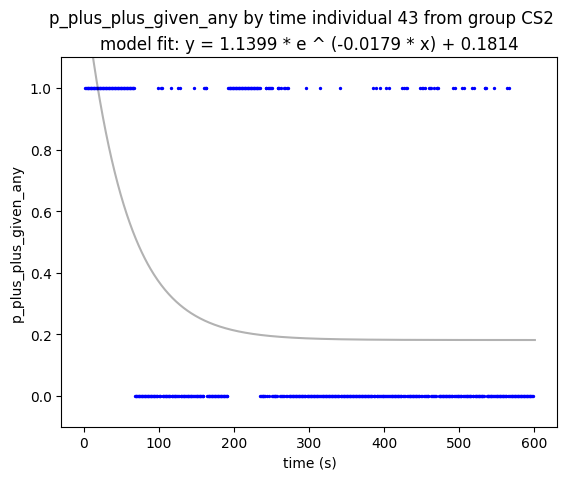 p_plus_plus_given_any by time individual 43 from group CS2
model fit: y = 1.1399 * e ^ (-0.0179 * x) + 0.1814
p_plus_plus_given_any
1.0
0.8
0.6
0.4
0.2
0.0
0 100 200 300 400 500 600
time (s)